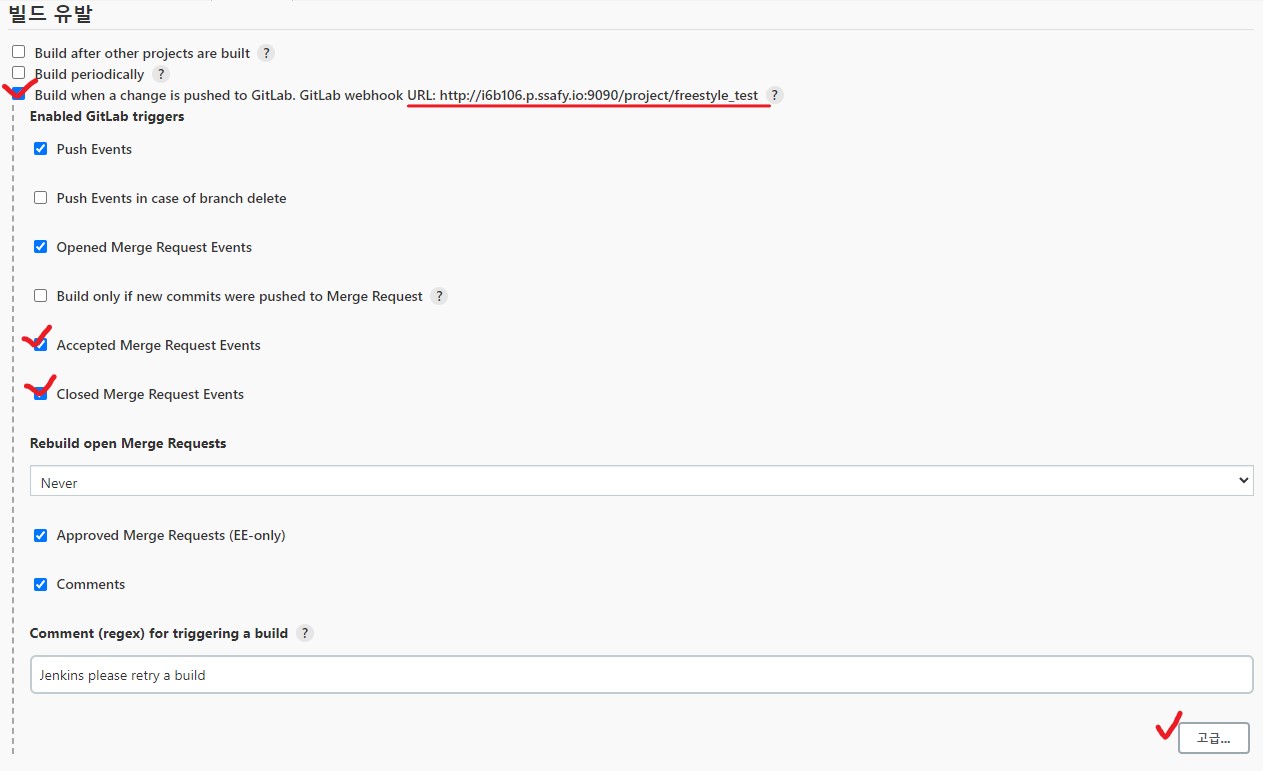 빌드 유발
Build after other projects are built ?
Build periodically ?
Build when a change is pushed to GitLab. GitLab webhook URL: http://i6b106.p.ssafy.io:9090/project/freestyle_test ?
Enabled GitLab triggers
Push Events
Push Events in case of branch delete
Opened Merge Request Events
Build only if new commits were pushed to Merge Request ?
Accepted Merge Request Events
Closed Merge Request Events
Rebuild open Merge Requests
Never
Approved Merge Requests (EE-only)
Comments
Comment (regex) for triggering a build ?
Jenkins please retry a build
고급...